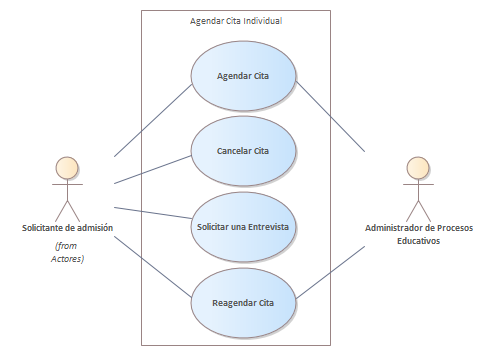 Agendar Cita Individual
Agendar Cita
Cancelar Cita
Solicitar una Entrevista
Reagendar Cita
Solicitante de admisión
(from
Actores)
Administrador de Procesos
Educativos